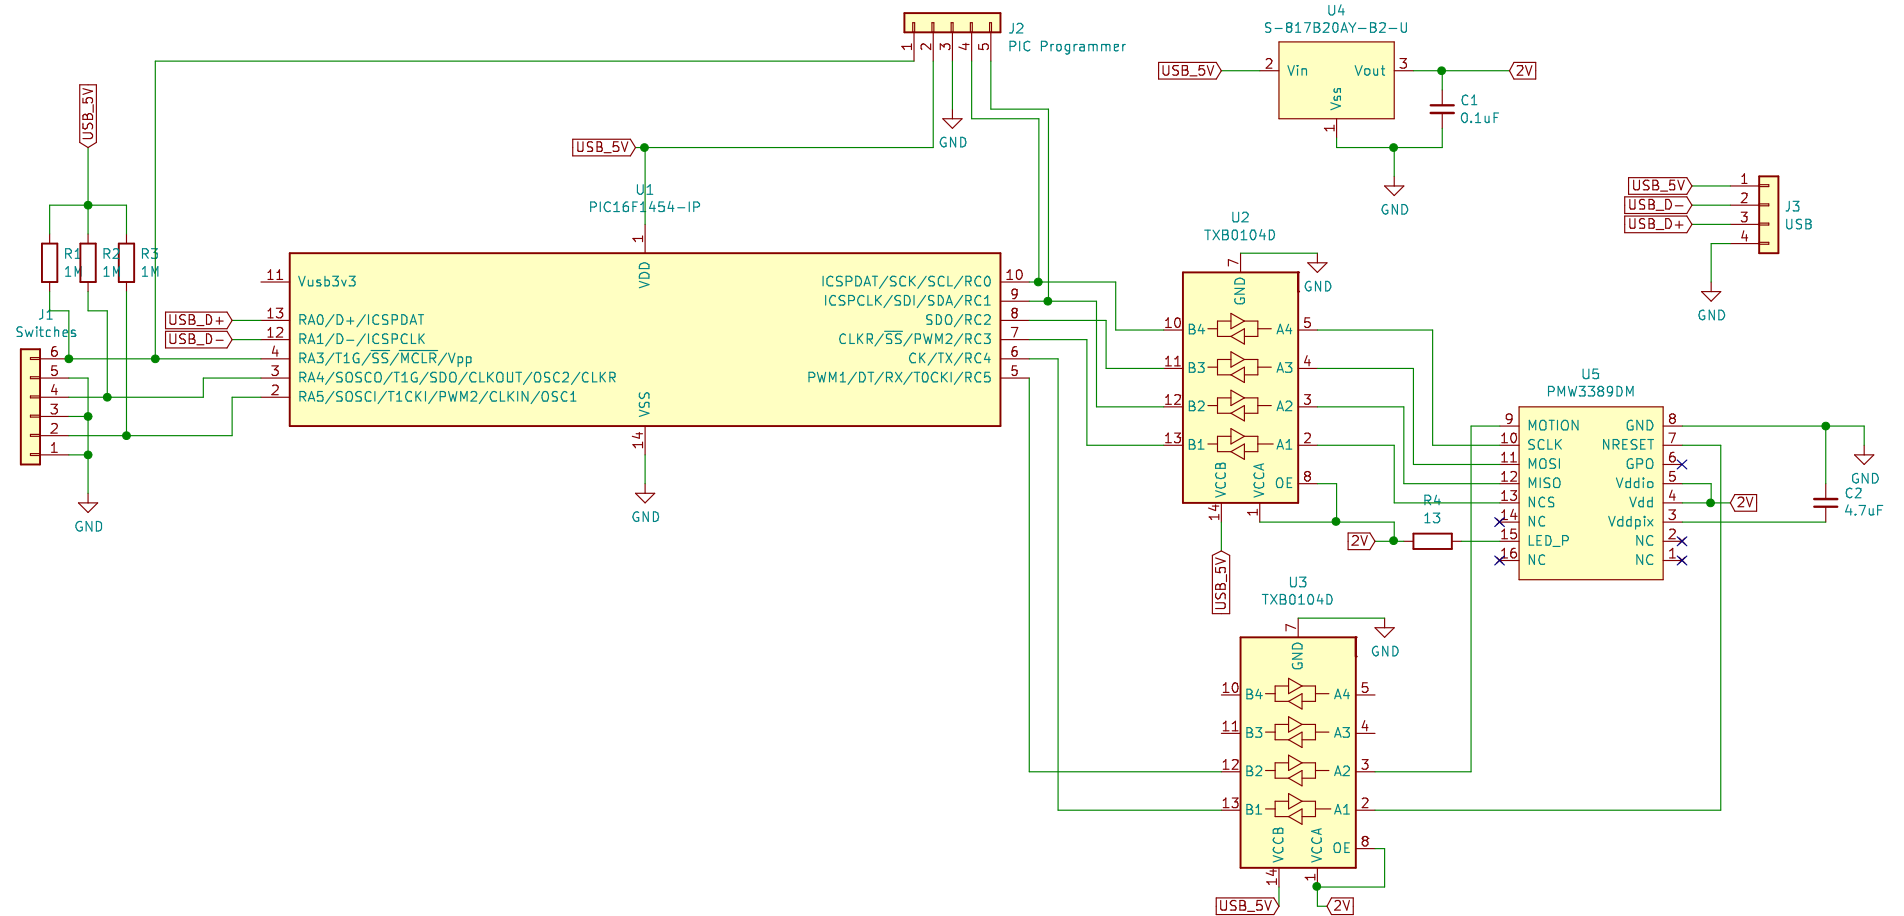 J2
PIC Programmer
1
2
3
4
5
GND
U4
S-817B20AY-B2-U
USB_5V
2
Vin
Vout
3
2V
Vss
1
C1
0.1uF
GND
USB_5V
R1
1M
R2
1M
R3
1M
J1
Switches
6
5
4
3
2
1
GND
USB_5V
U1
PIC16F1454-IP
1
VDD
11 Vusb3v3
USB_D+ 13 RA0/D+/ICSPDAT
USB_D- 12 RA1/D-/ICSPCLK
4 RA3/T1G/SS/MCLR/Vpp
3 RA4/SOSCO/T1G/SDO/CLKOUT/OSC2/CLKR
2 RA5/SOSCI/T1CKI/PWM2/CLKIN/OSC1
ICSPDAT/SCK/SCL/RC0 10
ICSPCLK/SDI/SDA/RC1 9
SDO/RC2 8
CLKR/SS/PWM2/RC3 7
CK/TX/RC4 6
PWM1/DT/RX/T0CKI/RC5 5
VSS
14
GND
U2
TXB0104D
7
GND
GND
10 B4 A4 5
11 B3 A3 4
12 B2 A2 3
13 B1 A1 2
VCCB
VCCA
OE 8
14
1
USB_5V
2V
R4
13
USB_5V 1
USB_D- 2
USB_D+ 3
4
J3
USB
GND
U5
PMW3389DM
9 MOTION GND 8
10 SCLK NRESET 7
11 MOSI GPO 6
12 MISO Vddio 5
13 NCS Vdd 4
14 NC Vddpix 3
15 LED_P NC 2
16 NC NC 1
2V
GND
C2
4.7uF
U3
TXB0104D
7
GND
GND
10 B4 A4 5
11 B3 A3 4
12 B2 A2 3
13 B1 A1 2
VCCB
VCCA
OE 8
14
1
USB_5V
2V